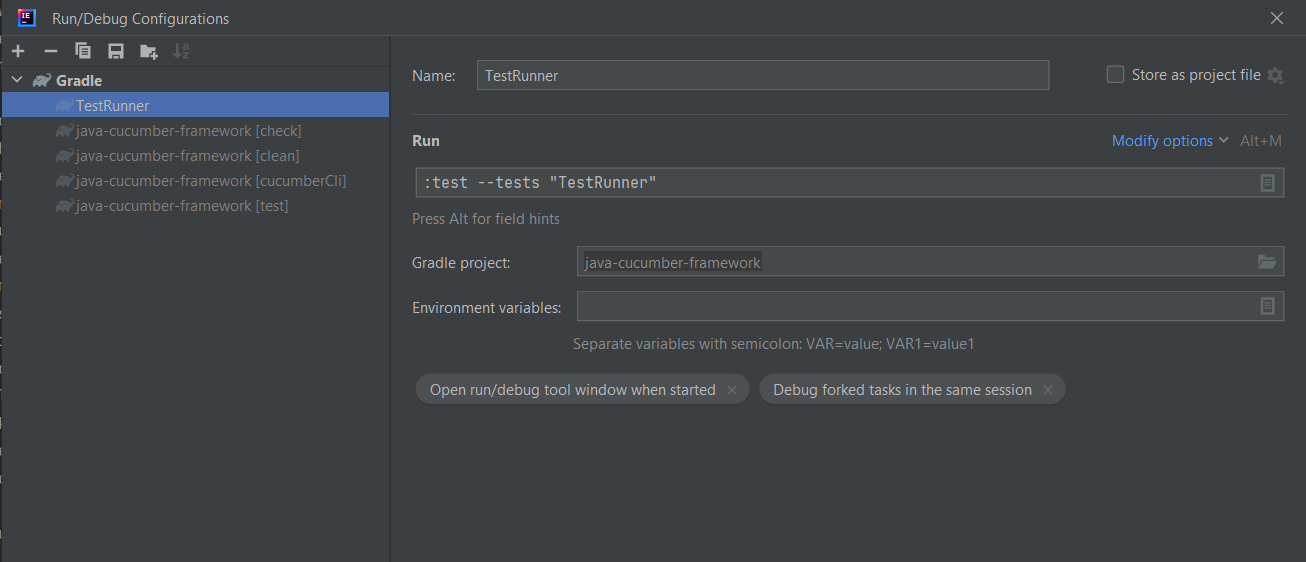 Run/Debug Configurations
Gradle
TestRunner
java-cucumber-framework [check]
java-cucumber-framework [clean]
java-cucumber-framework [cucumberCli]
java-cucumber-framework [test]
Name: TestRunner
Store as project file
Run
Modify options Alt+M
:test --tests "TestRunner"
Press Alt for field hints
Gradle project: java-cucumber-framework
Environment variables:
Separate variables with semicolon: VAR=value; VAR1=value1
Open run/debug tool window when started Debug forked tasks in the same session